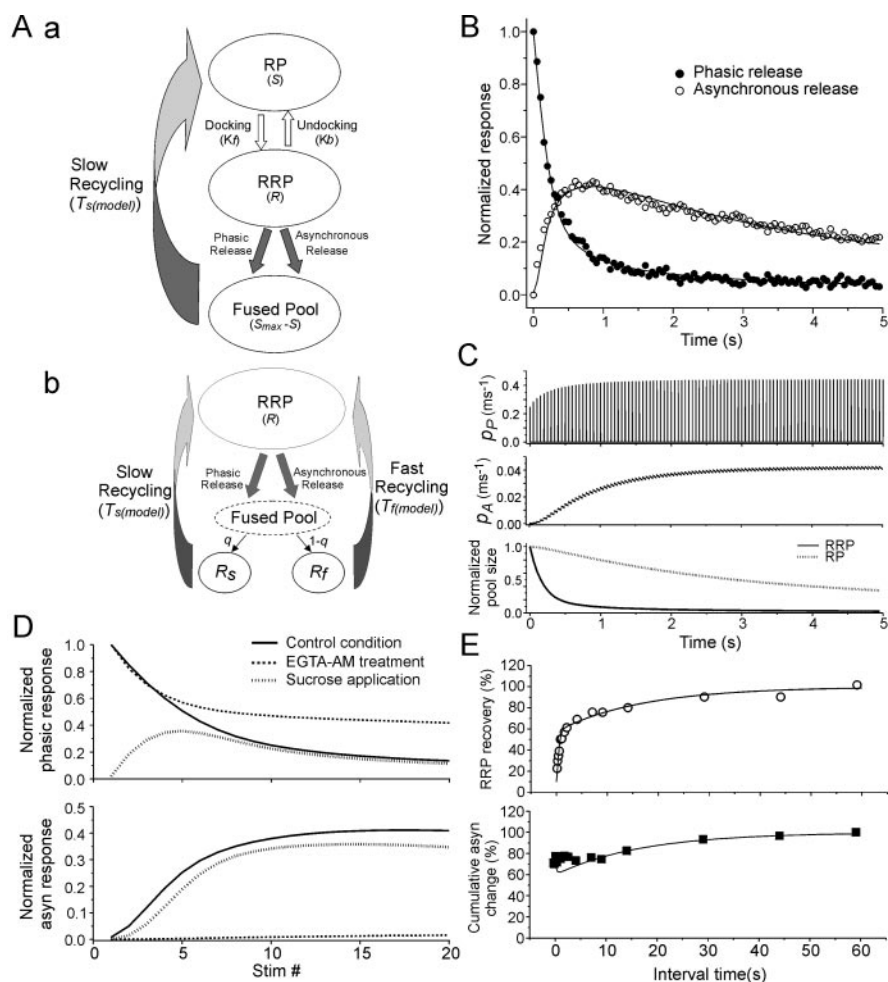 A
a
RP
(S)
Docking
(Kf)
Undocking
(Kb)
Slow
Recycling
(Ts(model))
RRP
(R)
Phasic
Release
Asynchronous
Release
Fused Pool
(Smax-S)
b
RRP
(R)
Slow
Recycling
(Ts(model))
Phasic
Release
Asynchronous
Release
Fast
Recycling
(Tf(model))
Fused Pool
q
1-q
Rs
Rf
B
Normalized response
1.0
0.8
0.6
0.4
0.2
0.0
Phasic release
Asynchronous release
0 1 2 3 4 5
Time (s)
C
pP (ms-1)
0.4
0.2
0.0
pA (ms-1)
0.04
0.02
0.00
Normalized
pool size
1.0
0.5
0.0
RRP
RP
0 1 2 3 4 5
Time (s)
D
Normalized
phasic response
1.0
0.8
0.6
0.4
0.2
0.0
Control condition
EGTA-AM treatment
Sucrose application
Normalized
asyn response
0.5
0.4
0.3
0.2
0.1
0.0
0 5 10 15 20
Stim #
E
RRP
recovery (%)
120
100
80
60
40
20
0
Cumulative asyn
change (%)
120
100
80
60
40
20
0
0 10 20 30 40 50 60
Interval time(s)